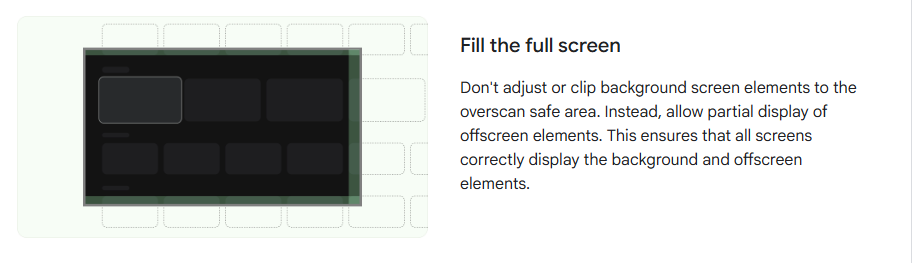 Fill the full screen
Don't adjust or clip background screen elements to the
overscan safe area. Instead, allow partial display of
offscreen elements. This ensures that all screens
correctly display the background and offscreen
elements.